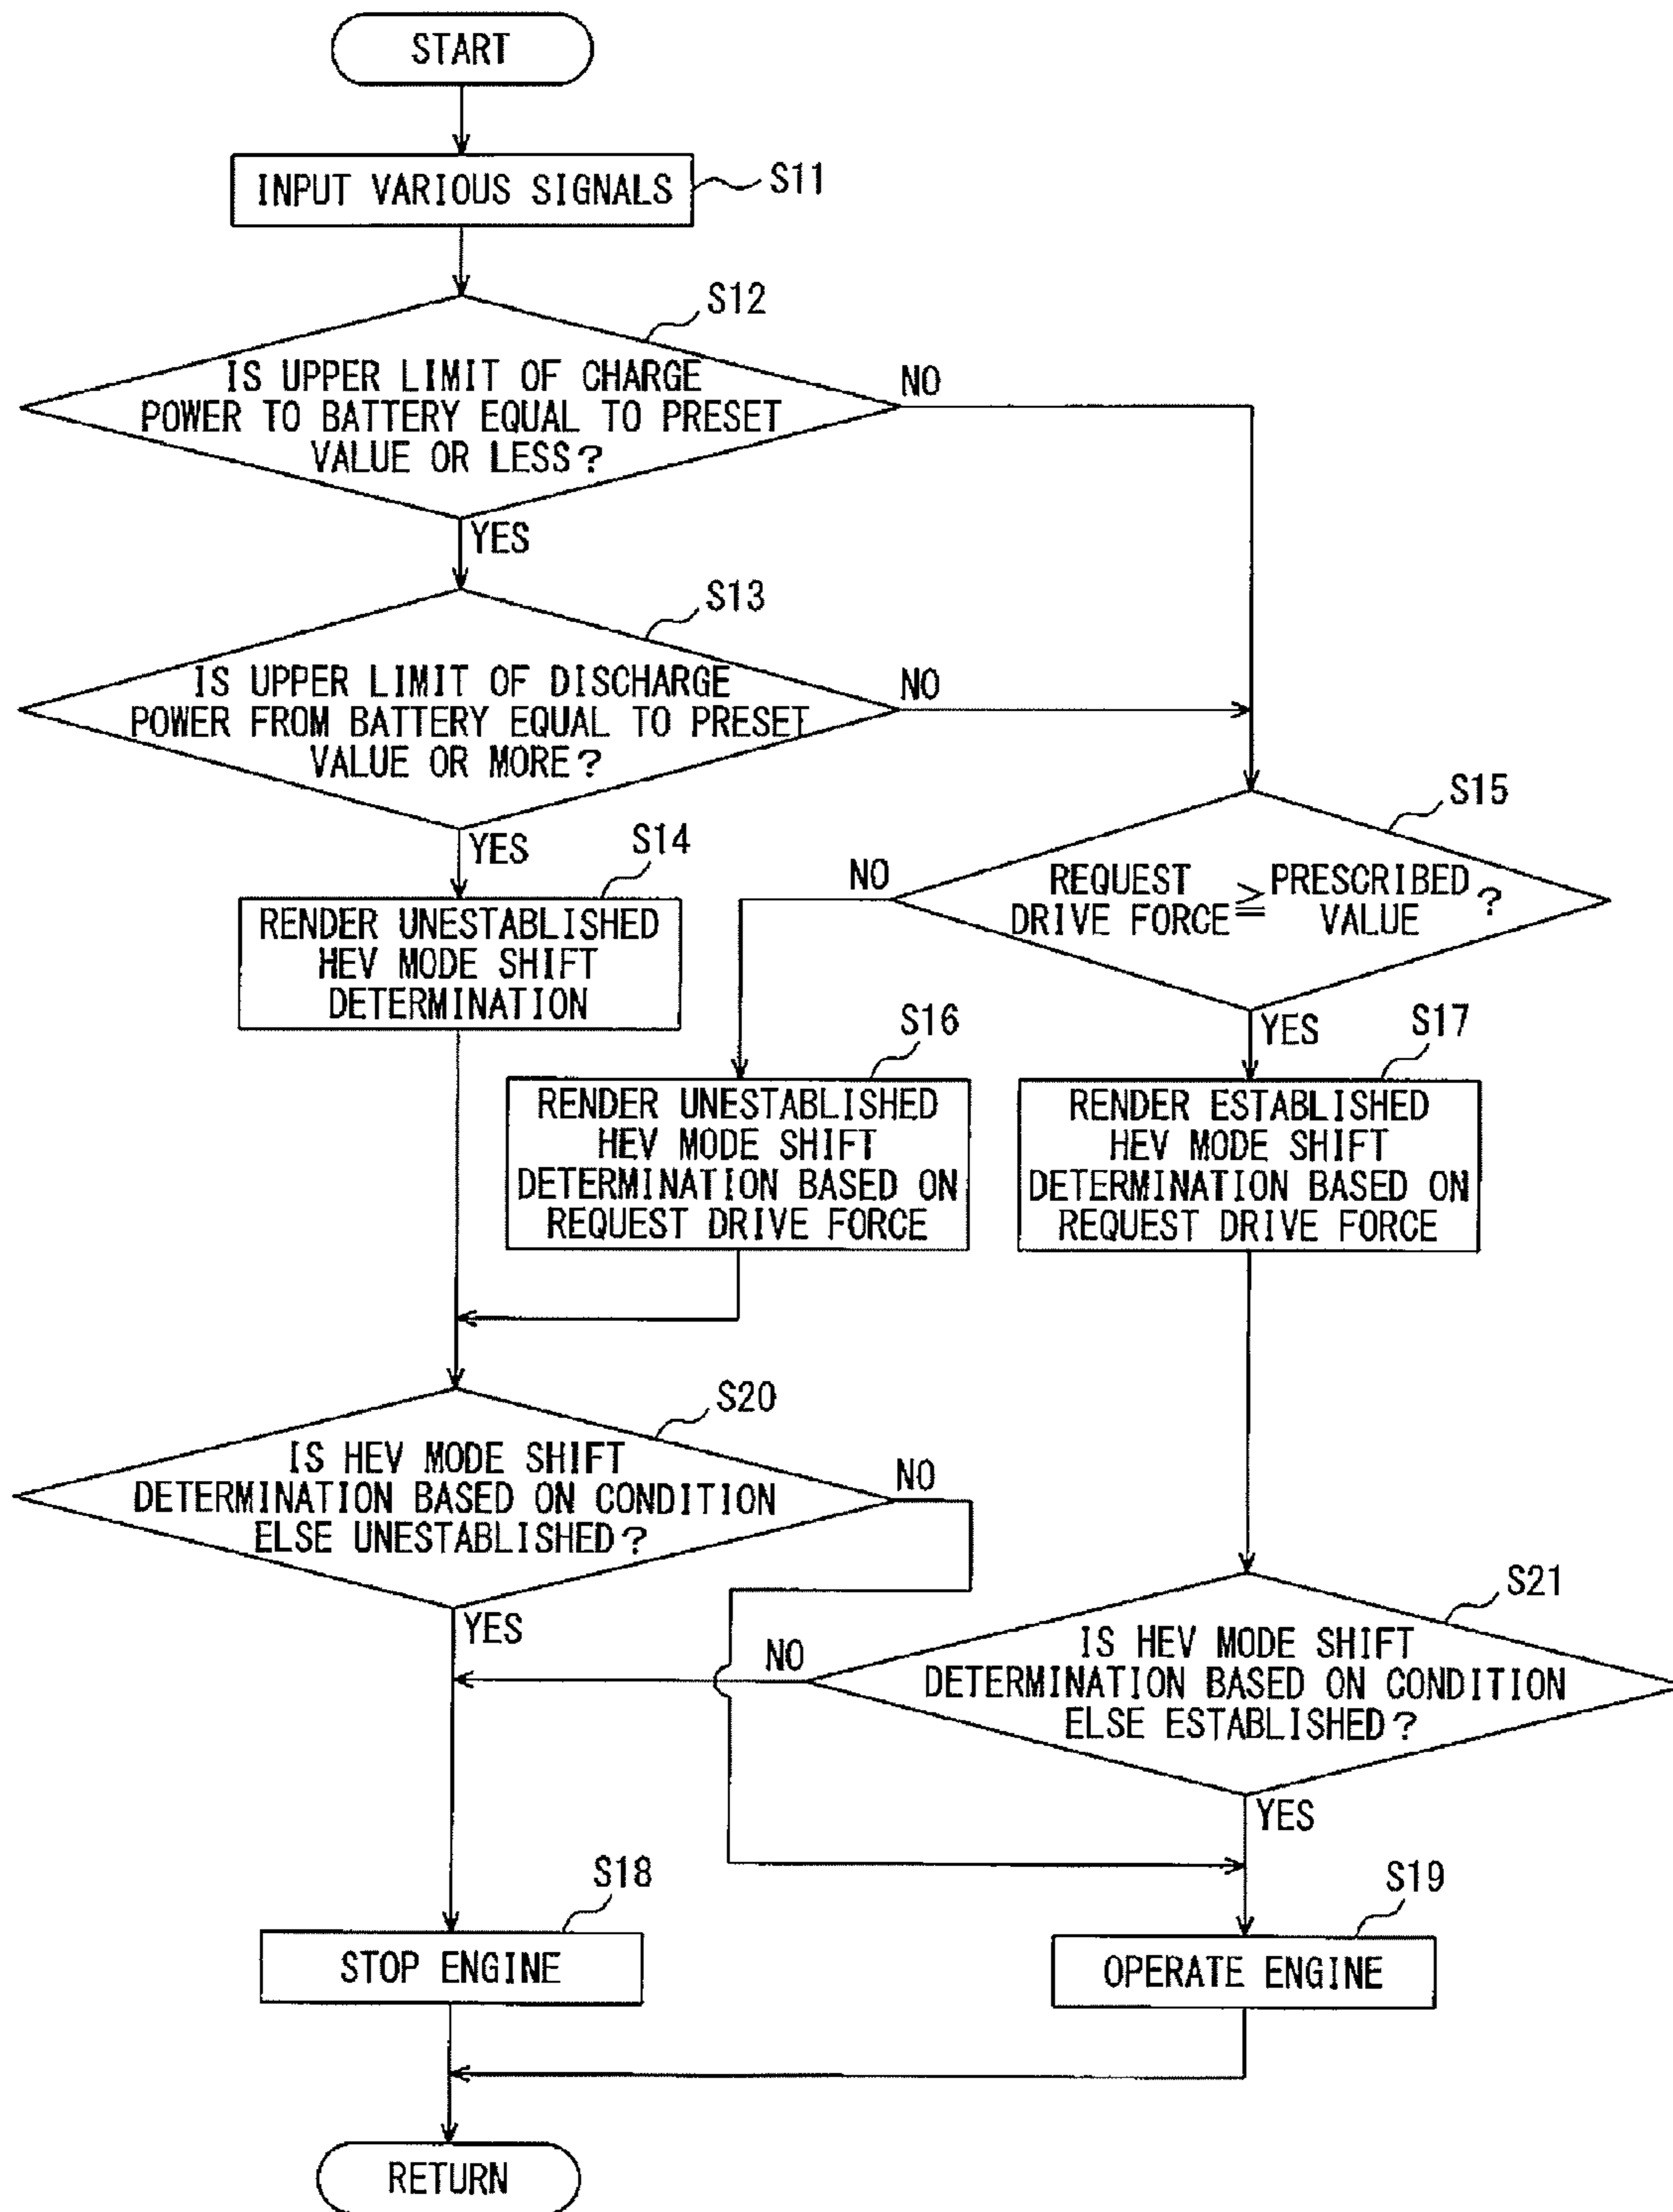 START
INPUT VARIOUS SIGNALS
S11
S12
IS UPPER LIMIT OF CHARGE
POWER TO BATTERY EQUAL TO PRESET
VALUE OR LESS?
NO
YES
S13
IS UPPER LIMIT OF DISCHARGE
POWER FROM BATTERY EQUAL TO PRESET
VALUE OR MORE?
NO
YES
S14
RENDER UNESTABLISHED
HEV MODE SHIFT
DETERMINATION
S15
REQUEST
DRIVE FORCE ≧ PRESCRIBED
VALUE ?
NO
YES
S16
RENDER UNESTABLISHED
HEV MODE SHIFT
DETERMINATION BASED ON
REQUEST DRIVE FORCE
S17
RENDER ESTABLISHED
HEV MODE SHIFT
DETERMINATION BASED ON
REQUEST DRIVE FORCE
S20
IS HEV MODE SHIFT
DETERMINATION BASED ON CONDITION
ELSE UNESTABLISHED?
NO
YES
S21
IS HEV MODE SHIFT
DETERMINATION BASED ON CONDITION
ELSE ESTABLISHED?
NO
YES
S18
STOP ENGINE
S19
OPERATE ENGINE
RETURN